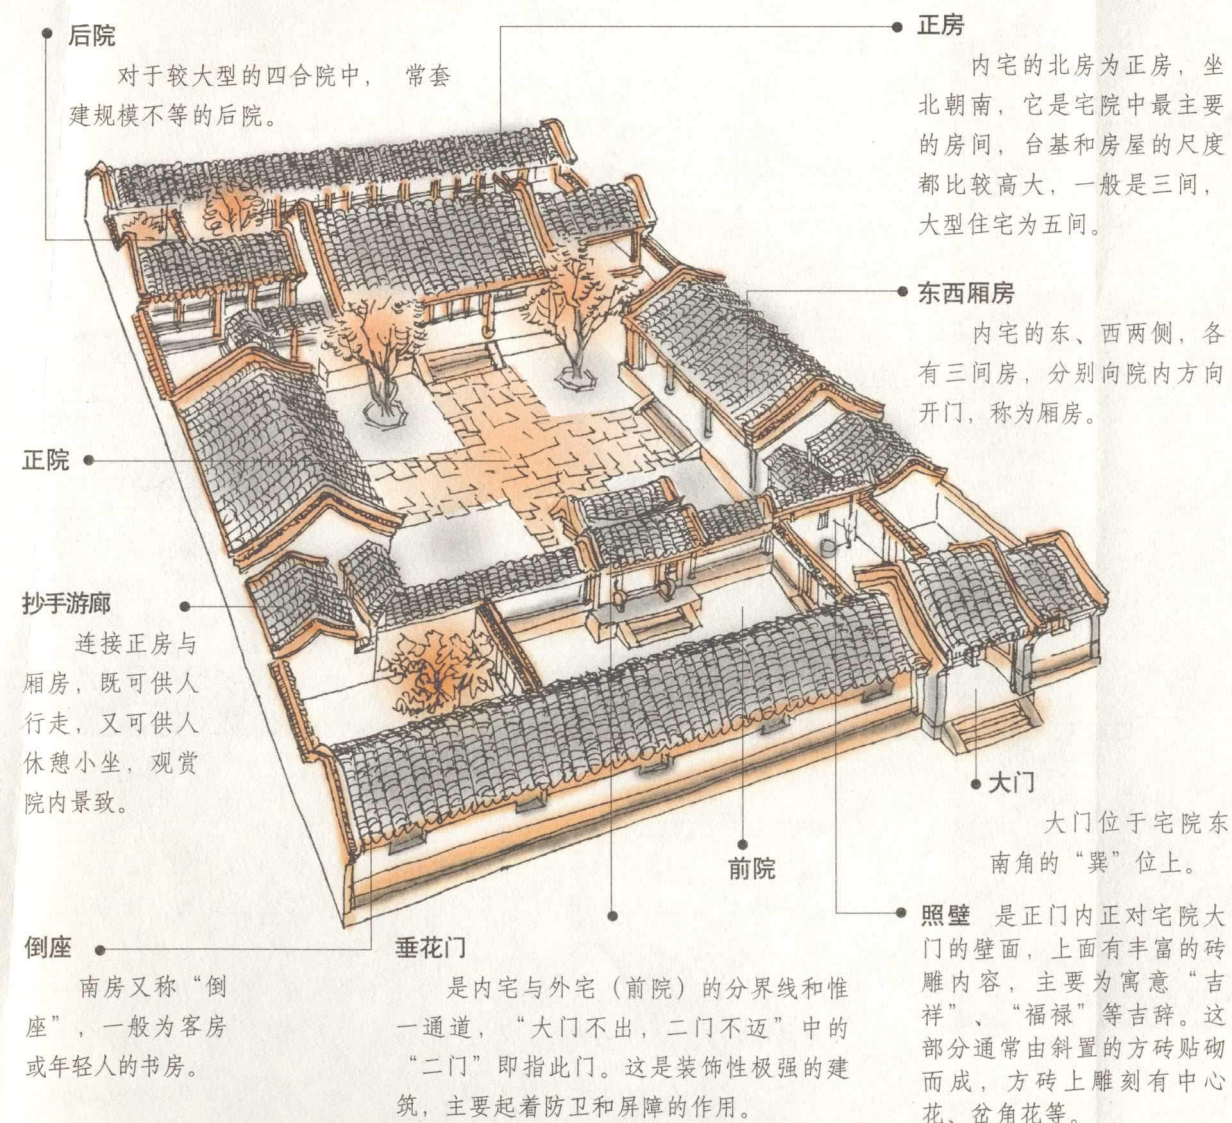 后院
对于较大型的四合院中， 常套
建规模不等的后院。
正房
内宅的北房为正房，坐
北朝南，它是宅院中最主要
的房间，台基和房屋的尺度
都比较高大，一般是三间，
大型住宅为五间。
东西厢房
内宅的东、西两侧，各
有三间房，分别向院内方向
开门，称为厢房。
正院
抄手游廊
连接正房与
厢房，既可供人
行走，又可供人
休憩小坐，观赏
院内景致。
大门
大门位于宅院东
南角的“巽”位上。
前院
倒座
南房又称“倒
座”，一般为客房
或年轻人的书房。
垂花门
是内宅与外宅（前院）的分界线和惟
一通道，“大门不出，二门不迈”中的
“二门”即指此门。这是装饰性极强的建
筑，主要起着防卫和屏障的作用。
照壁 是正门内正对宅院大
门的壁面，上面有丰富的砖
雕内容，主要为寓意“吉
祥”、“福禄”等吉辞。这
部分通常由斜置的方砖贴砌
而成，方砖上雕刻有中心
花、岔角花等。